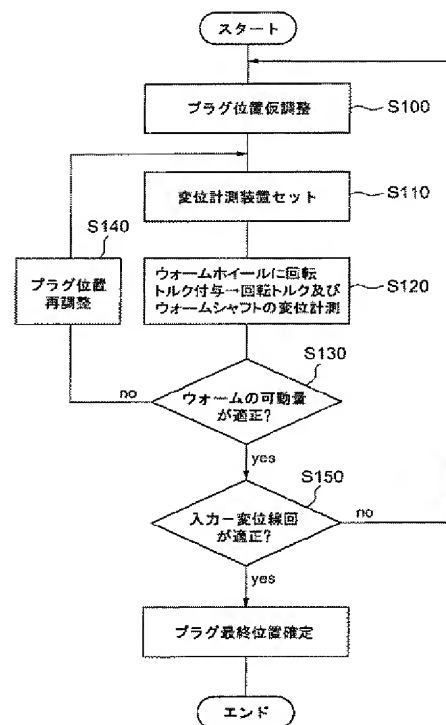 スタート
プラグ位置仮調整
S100
変位計測装置セット
S110
S140
プラグ位置
再調整
ウォームホイールに回転
トルク付与→回転トルク及び
ウォームシャフトの変位計測
S120
S130
ウォームの可動量
が適正?
no
yes
S150
入力ー変位線回
が適正?
no
yes
プラグ最終位置確定
エンド